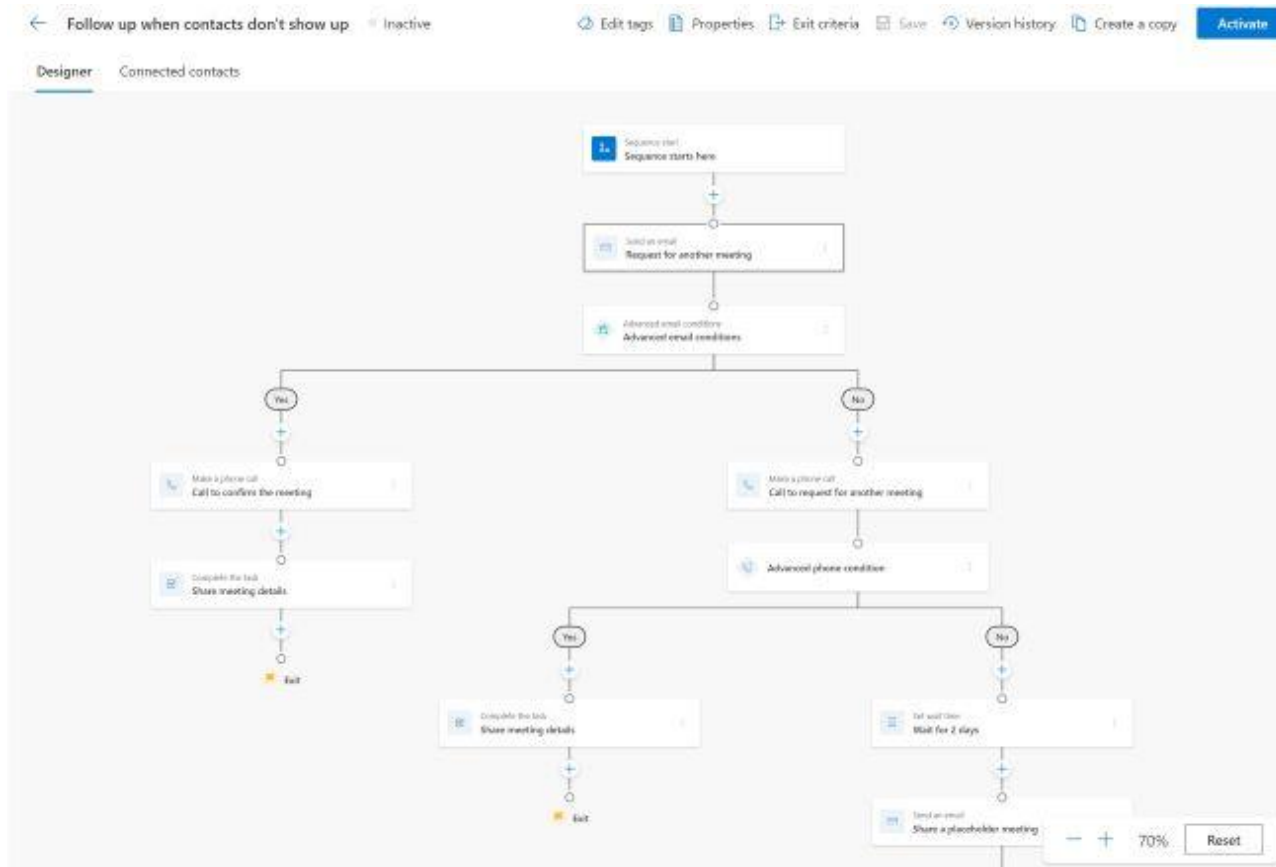 Follow up when contacts don't show up
Inactive
Edit tags
Properties
Exit criteria
Save
Version history
Create a copy
Activate
Designer
Connected contacts
Sequence start
Sequence starts here
Send an email
Request for another meeting
Advanced email conditions
Advanced email conditions
Yes
No
Make a phone call
Call to confirm the meeting
Make a phone call
Call to request for another meeting
Complete the task
Share meeting details
Advanced phone condition
Exit
Yes
No
Complete the task
Share meeting details
Set wait time
Wait for 2 days
Exit
Send an email
Share a placeholder meeting
70%
Reset